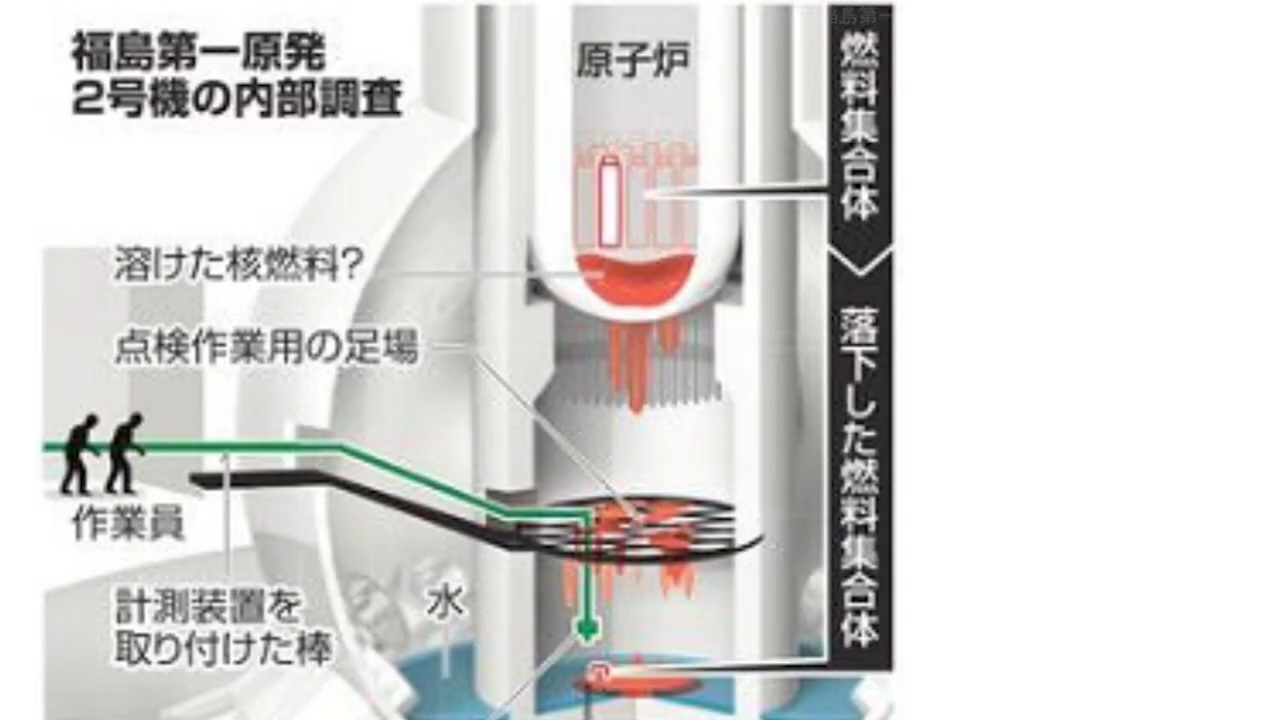 福島第一原発
2号機の内部調査
原子炉
燃料集合体
溶けた核燃料?
点検作業用の足場
落下した燃料集合体
作業員
計測装置を
取り付けた棒
水